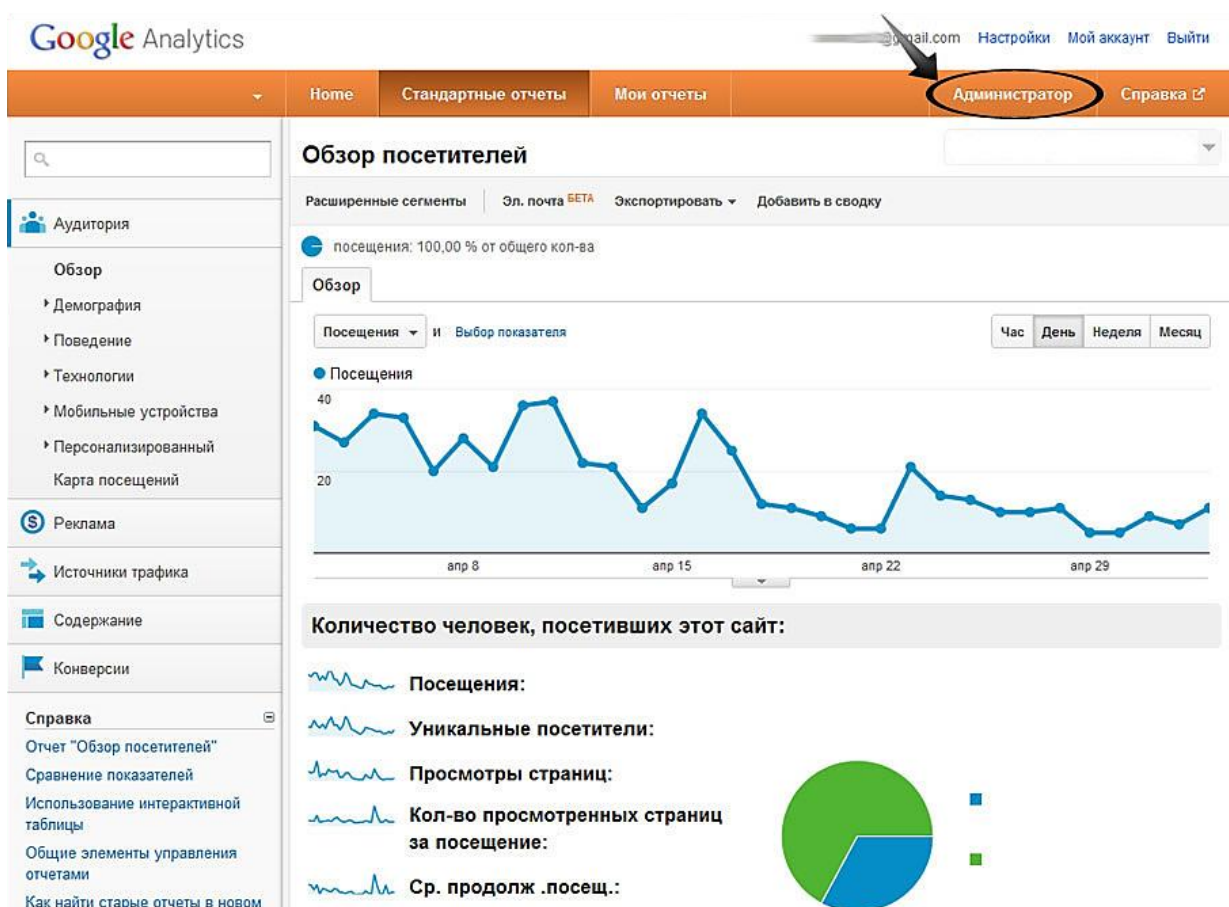 Google Analytics
@gmail.com Настройки Мой аккаунт Выйти
Home Стандартные отчеты Мои отчеты Администратор Справка
Обзор посетителей
Расширенные сегменты Эл. почта БЕТА Экспортировать Добавить в сводку
Аудитория
Обзор
Демография
Поведение
Технологии
Мобильные устройства
Персонализированный
Карта посещений
Реклама
Источники трафика
Содержание
Конверсии
Справка
Отчет "Обзор посетителей"
Сравнение показателей
Использование интерактивной
таблицы
Общие элементы управления
отчетами
Как найти старые отчеты в новом
посещения: 100,00 % от общего кол-ва
Обзор
Посещения и Выбор показателя Час День Неделя Месяц
Посещения
40
20
апр 8 апр 15 апр 22 апр 29
Количество человек, посетивших этот сайт:
Посещения:
Уникальные посетители:
Просмотры страниц:
Кол-во просмотренных страниц
за посещение:
Ср. продолж .посещ.: